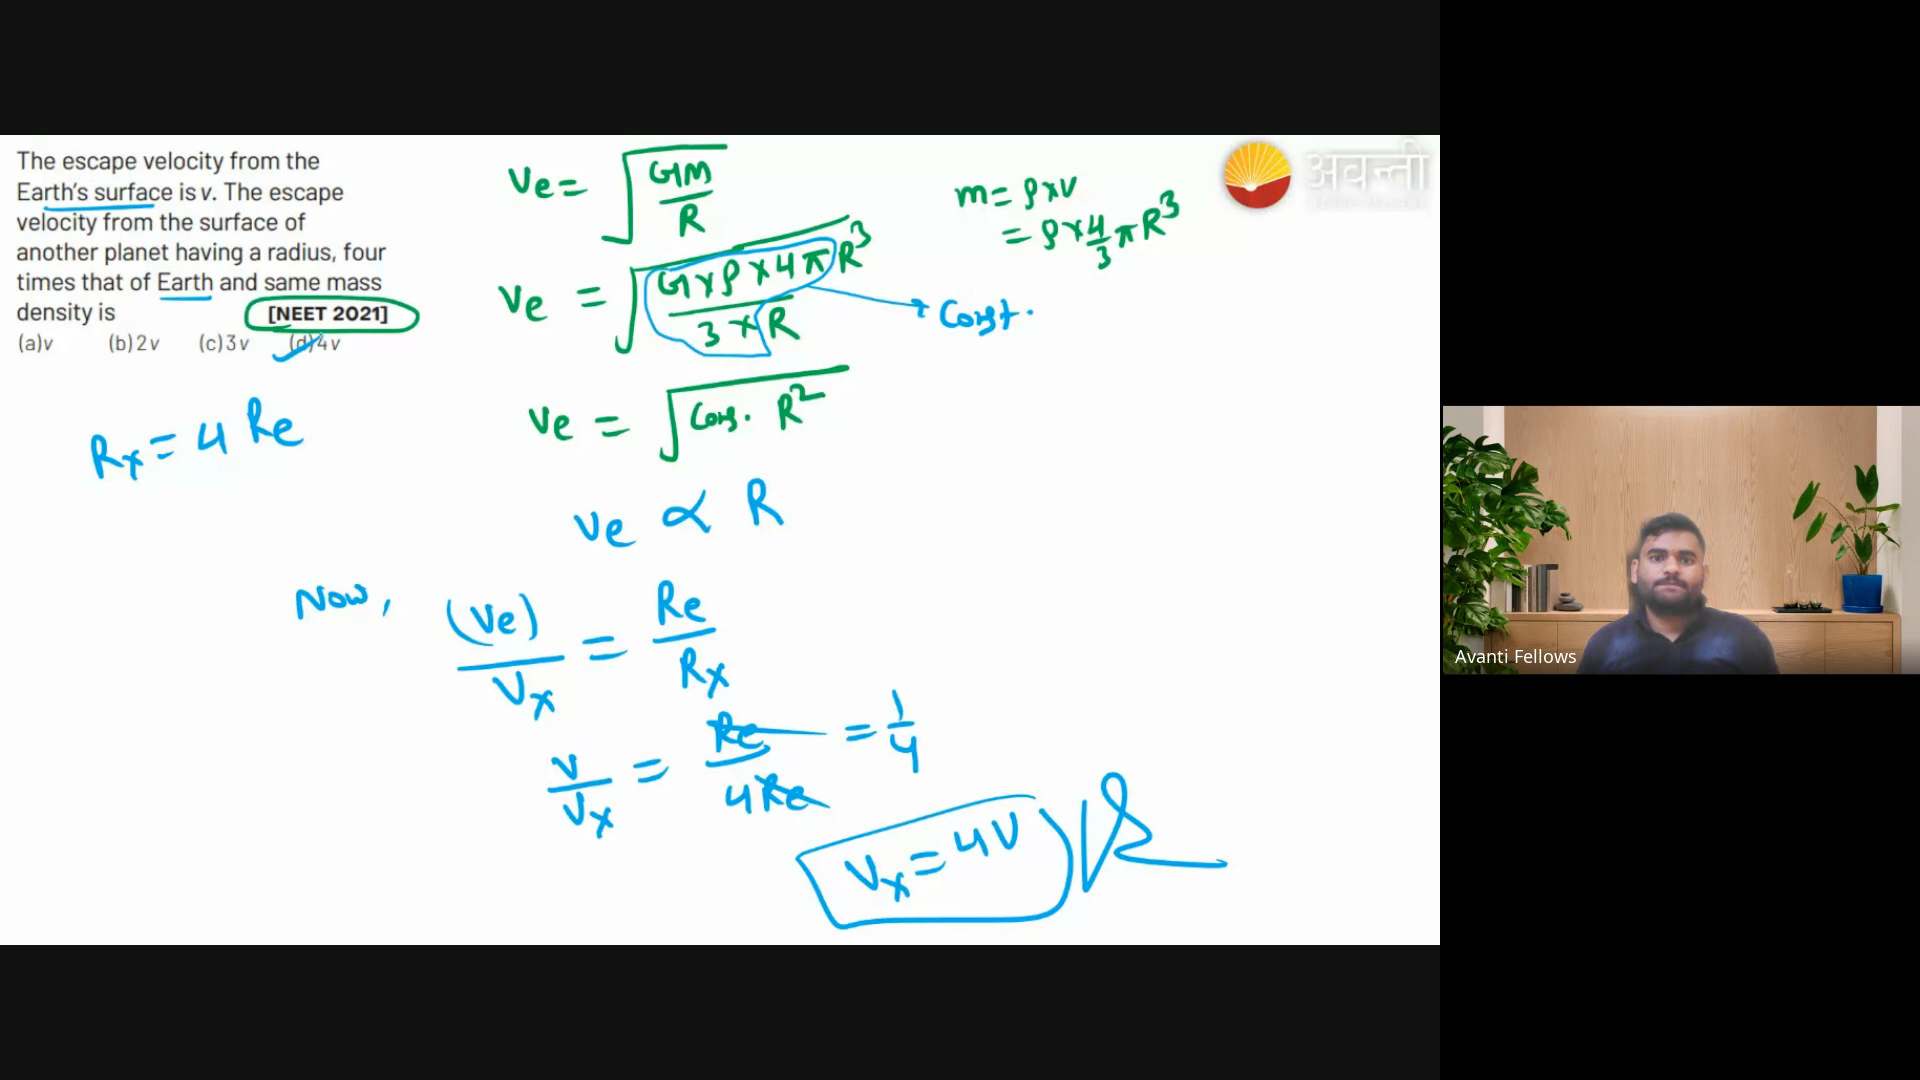 The escape velocity from the
Earth's surface is v. The escape
velocity from the surface of
another planet having a radius, four
times that of Earth and same mass
density is [NEET 2021]
(a) v (b) 2v (c) 3v (d) 4v
Rx = 4 Re
Ve = √(GM/R)
Ve = √(G×ρ×4πR³/3×R)
→ Const.
Ve = √(Cons. R²)
Ve ∝ R
Now, (Ve)/Vx = Re/Rx
V/Vx = Re/4Re = 1/4
Vx = 4V
m = ρ×V
= ρ×4/3 πR³
अवन्ती
Avanti Fellows